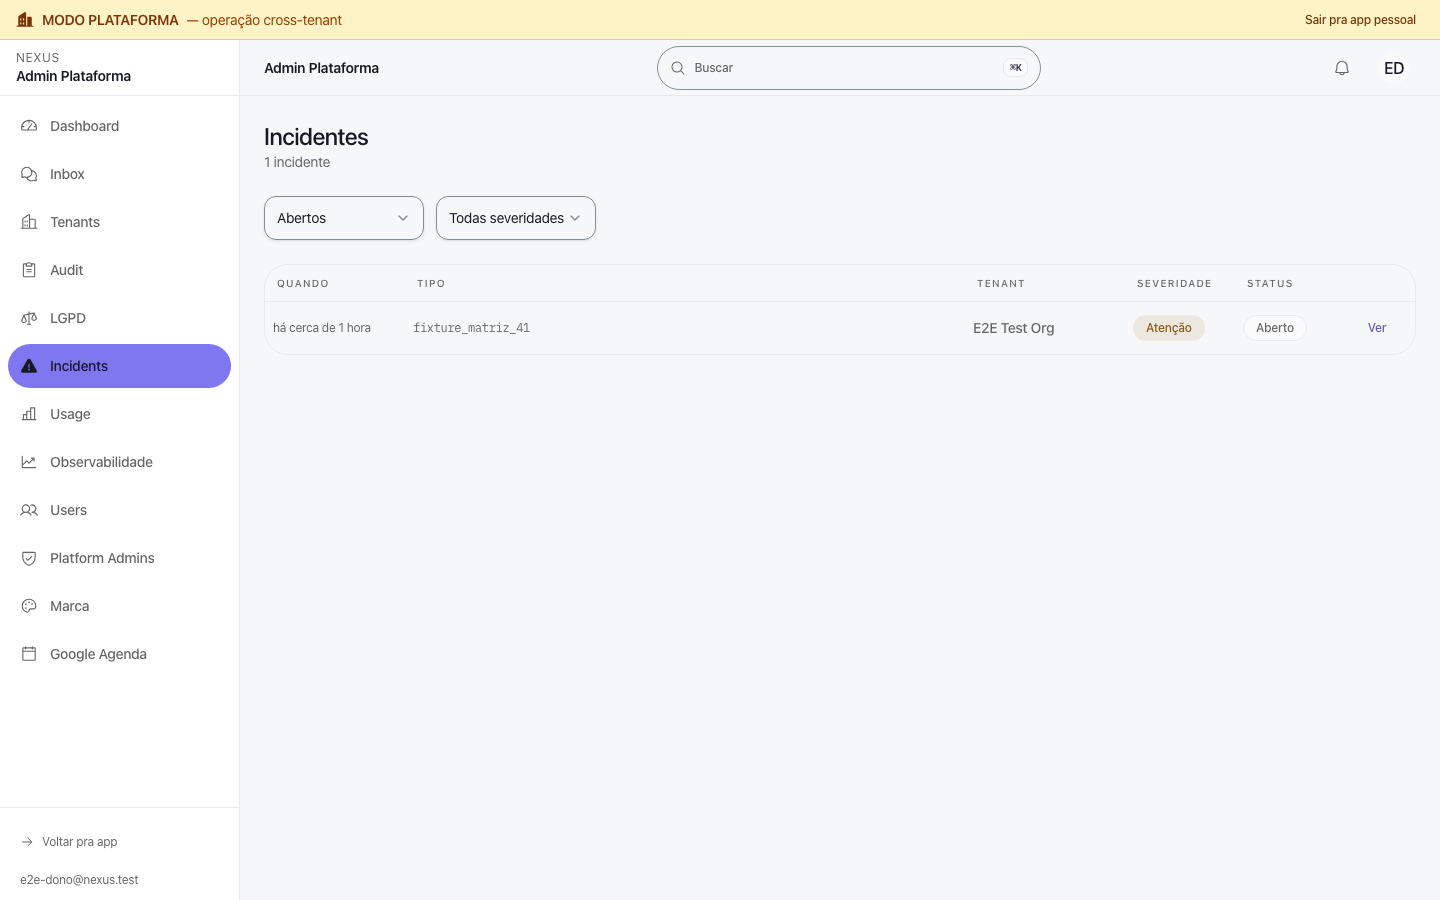 MODO PLATAFORMA — operação cross-tenant
Sair pra app pessoal
NEXUS
Admin Plataforma
Admin Plataforma
Buscar
⌘K
ED
Dashboard
Inbox
Tenants
Audit
LGPD
Incidents
Usage
Observabilidade
Users
Platform Admins
Marca
Google Agenda
Voltar pra app
e2e-dono@nexus.test
Incidentes
1 incidente
Abertos
Todas severidades
QUANDO TIPO TENANT SEVERIDADE STATUS
há cerca de 1 hora fixture_matriz_41 E2E Test Org Atenção Aberto Ver